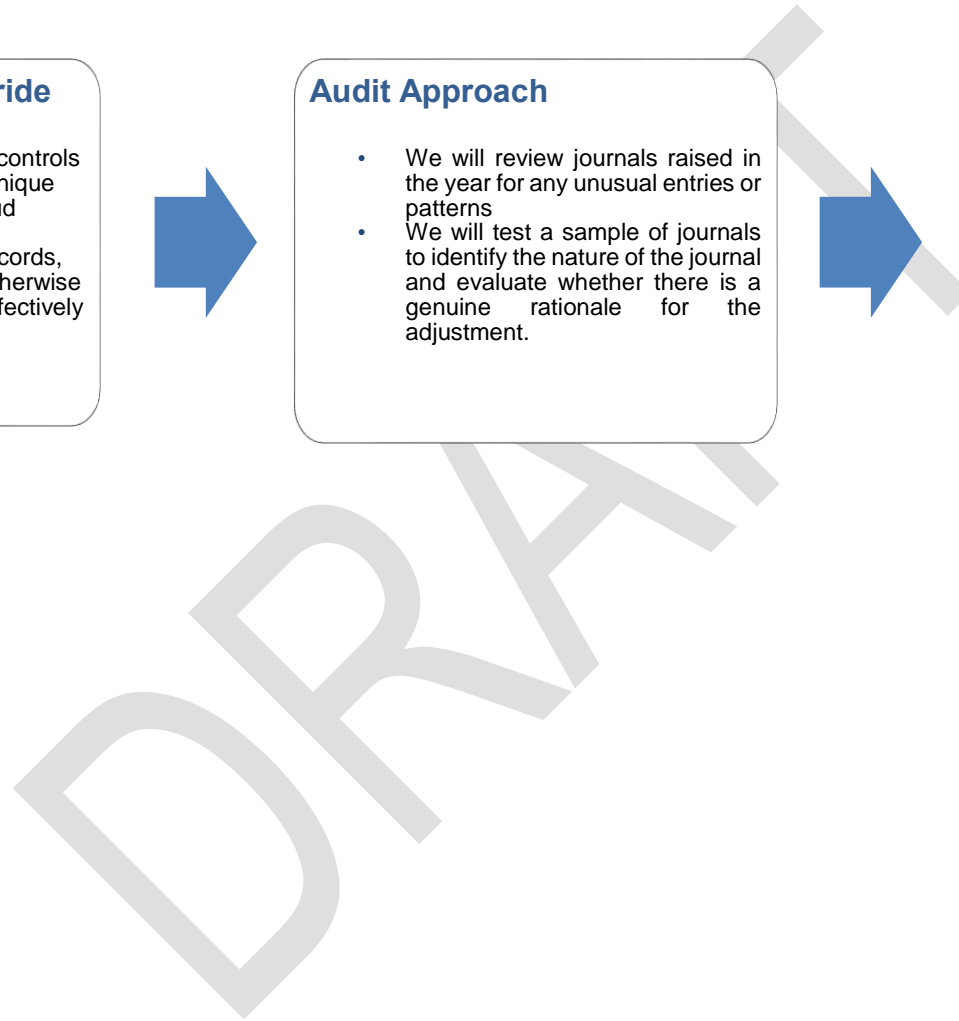 ride
controls
nique
ud
cords,
herwise
fectively
Audit Approach
• We will review journals raised in
the year for any unusual entries or
patterns
• We will test a sample of journals
to identify the nature of the journal
and evaluate whether there is a
genuine rationale for the
adjustment.
DRAFT